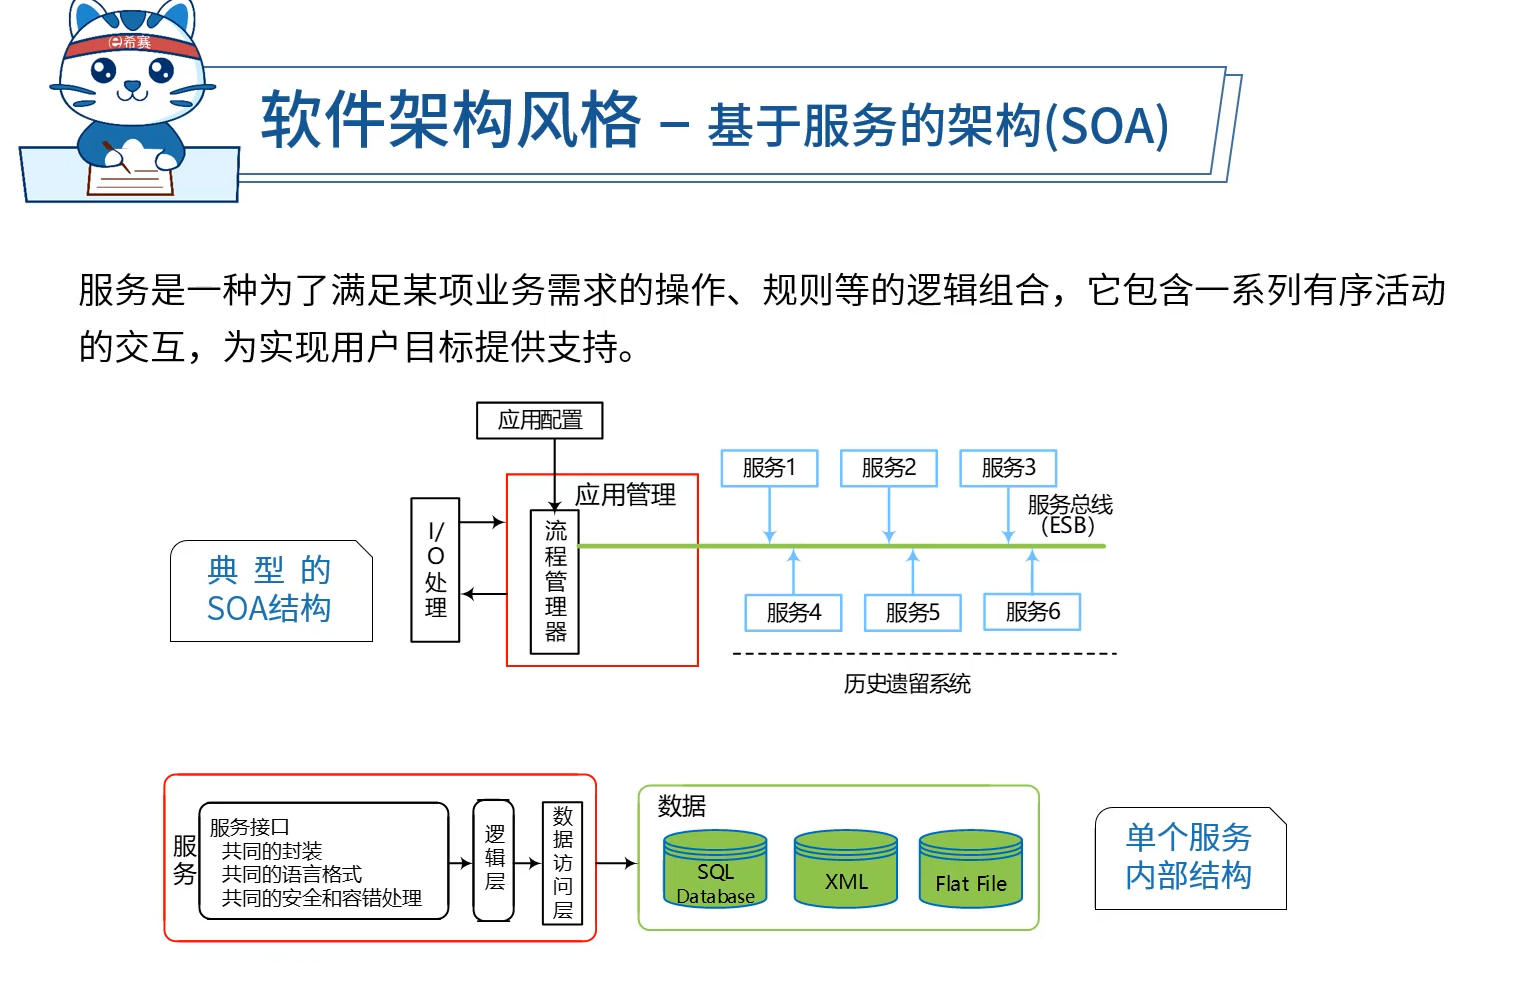 e希赛
软件架构风格 – 基于服务的架构(SOA)
服务是一种为了满足某项业务需求的操作、规则等的逻辑组合，它包含一系列有序活动
的交互，为实现用户目标提供支持。
应用配置
应用管理
流程管理器
I/O处理
服务1
服务2
服务3
服务总线
（ESB）
服务4
服务5
服务6
历史遗留系统
典型的
SOA结构
服务
服务接口
共同的封装
共同的语言格式
共同的安全和容错处理
逻辑层
数据访问层
数据
SQL
Database
XML
Flat File
单个服务
内部结构